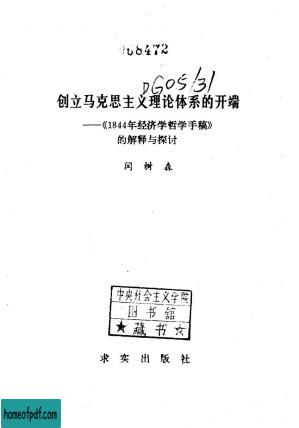 068472
DG05/31
创立马克思主义理论体系的开端
——《1844年经济学哲学手稿》
的解释与探讨
闫树森
中央社会主义学院
图书馆
★藏书☆
求实出版社
homeofpdf.com